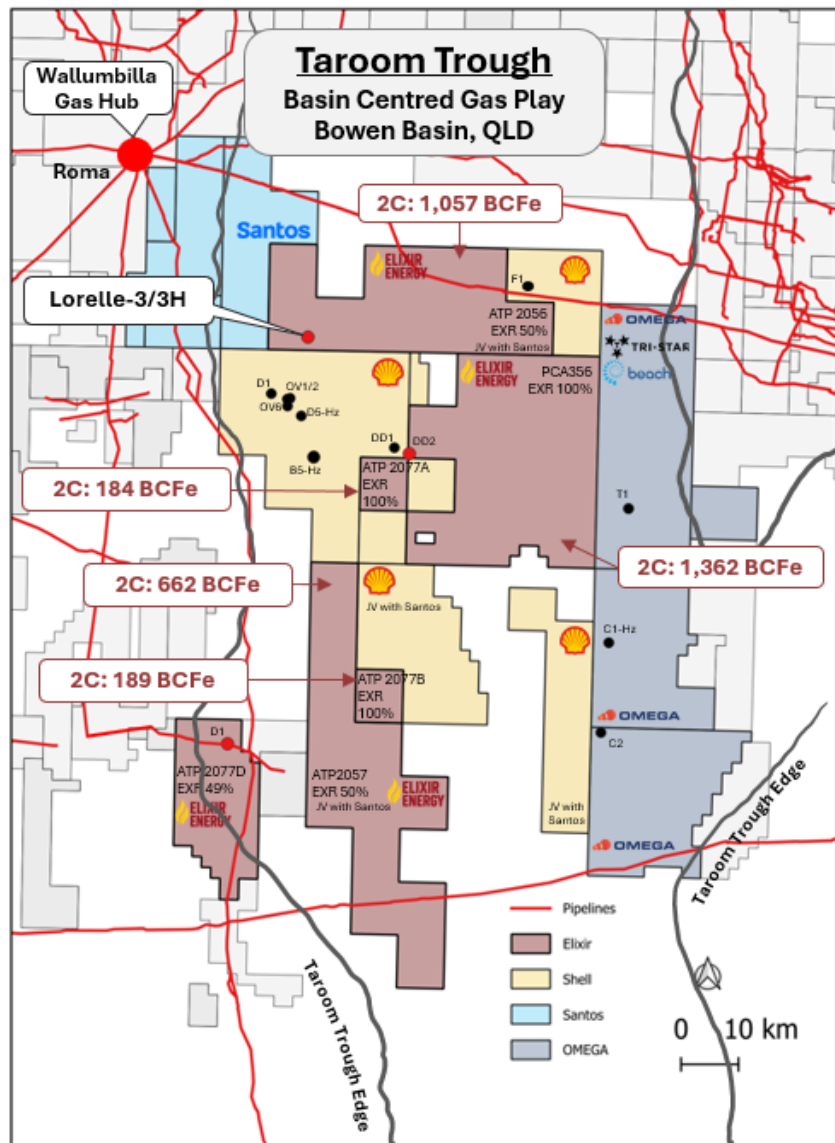 Taroom Trough
Basin Centred Gas Play
Bowen Basin, QLD
Wallumbilla
Gas Hub
Roma
Santos
2C: 1,057 BCFe
ELIXIR
ENERGY
F1
Lorelle-3/3H
ATP 2056
EXR 50%
JV with Santos
OMEGA
TRI-STAR
beach
ELIXIR
ENERGY
PCA356
EXR 100%
D1
OV1/2
OV6
D5-Hz
DD1
DD2
B5-Hz
ATP 2077A
EXR
100%
2C: 184 BCFe
T1
2C: 1,362 BCFe
2C: 662 BCFe
JV with Santos
C1-Hz
2C: 189 BCFe
ATP 2077B
EXR
100%
OMEGA
D1
C2
ATP 2077D
EXR 49%
ELIXIR
ENERGY
ATP2057
EXR 50%
JV with Santos
ELIXIR
ENERGY
JV with
Santos
OMEGA
Taroom Trough Edge
Taroom Trough Edge
Pipelines
Elixir
Shell
Santos
OMEGA
0 10 km